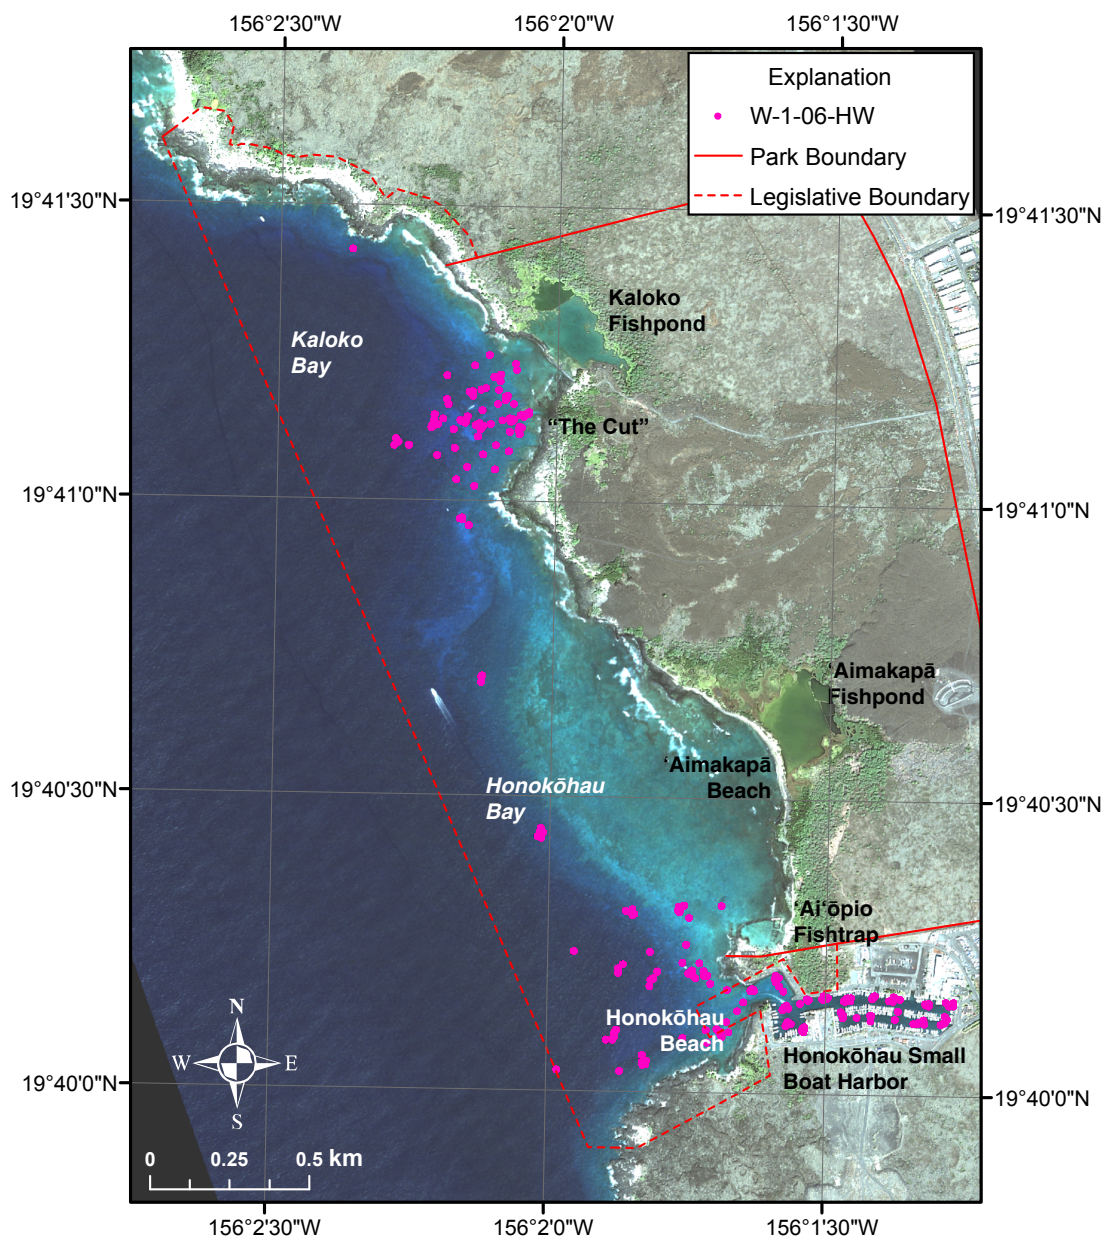 156°2'30"W
156°2'0"W
156°1'30"W
Explanation
W-1-06-HW
Park Boundary
Legislative Boundary
19°41'30"N
19°41'30"N
Kaloko
Fishpond
Kaloko
Bay
“The Cut”
19°41'0"N
19°41'0"N
ʻAimakapā
Fishpond
ʻAimakapā
Beach
Honokōhau
Bay
19°40'30"N
19°40'30"N
Aiʻōpio
Fishtrap
Honokōhau
Beach
Honokōhau Small
Boat Harbor
N
W
E
S
19°40'0"N
19°40'0"N
0
0.25
0.5 km
156°2'30"W
156°2'0"W
156°1'30"W